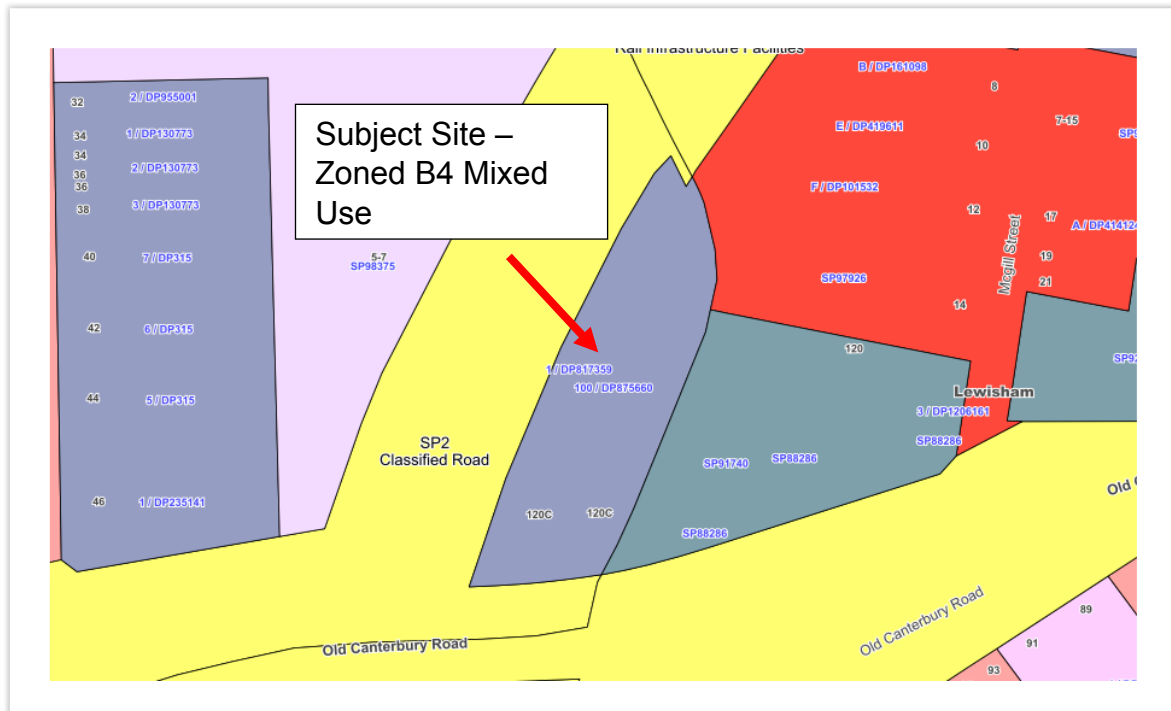 Rail Infrastructure Facilities
B / DP161098
8
7-15
E / DP419611
10
F / DP101532
12
17
A / DP414124
Mcgill Street
19
21
SP97926
14
120
Lewisham
3 / DP1206161
SP88286
SP91740
SP88286
SP88286
32
2 / DP955001
34
1 / DP130773
34
2 / DP130773
36
36
38
3 / DP130773
40
7 / DP315
42
6 / DP315
44
5 / DP315
46
1 / DP235141
Subject Site –
Zoned B4 Mixed
Use
5-7
SP98375
1 / DP817359
100 / DP875660
SP2
Classified Road
120C
120C
Old Canterbury Road
Old Canterbury Road
89
91
93